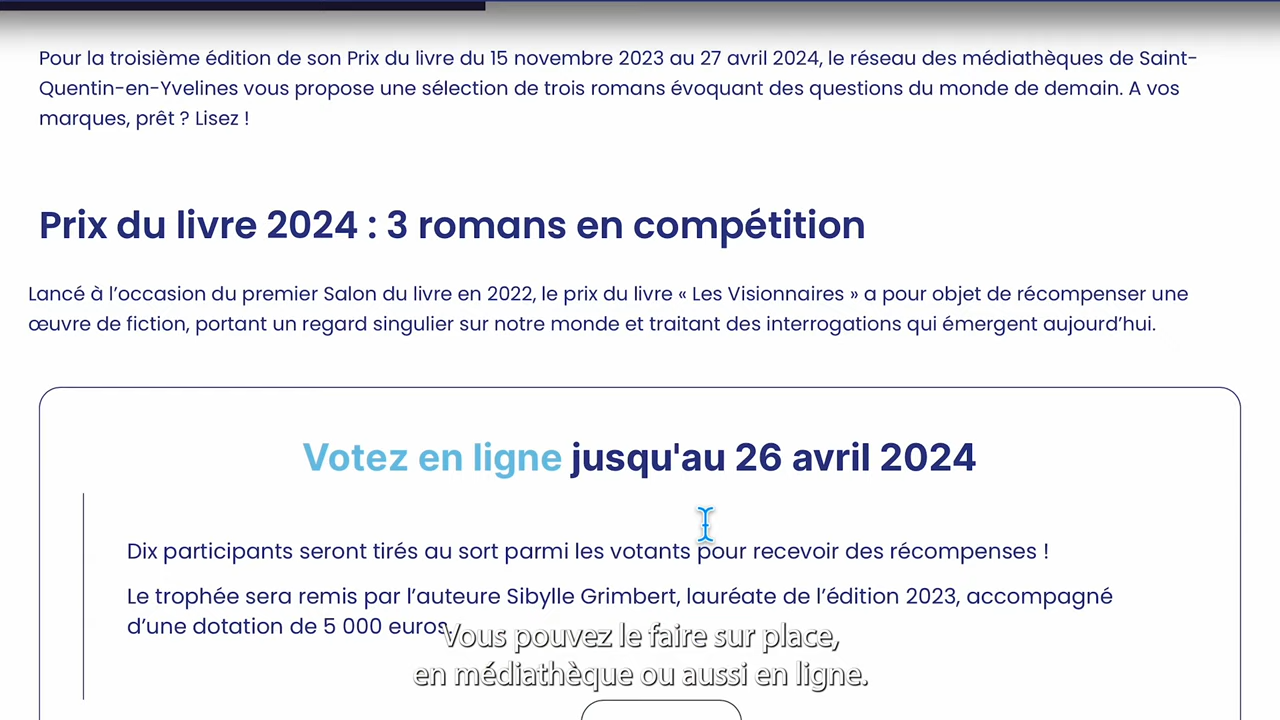 Pour la troisième édition de son Prix du livre du 15 novembre 2023 au 27 avril 2024, le réseau des médiathèques de Saint-
Quentin-en-Yvelines vous propose une sélection de trois romans évoquant des questions du monde de demain. A vos
marques, prêt ? Lisez !
Prix du livre 2024 : 3 romans en compétition
Lancé à l’occasion du premier Salon du livre en 2022, le prix du livre « Les Visionnaires » a pour objet de récompenser une
œuvre de fiction, portant un regard singulier sur notre monde et traitant des interrogations qui émergent aujourd’hui.
Votez en ligne jusqu'au 26 avril 2024
Dix participants seront tirés au sort parmi les votants pour recevoir des récompenses !
Le trophée sera remis par l’auteure Sibylle Grimbert, lauréate de l’édition 2023, accompagné
d’une dotation de 5 000 euros.
Vous pouvez le faire sur place,
en médiathèque ou aussi en ligne.